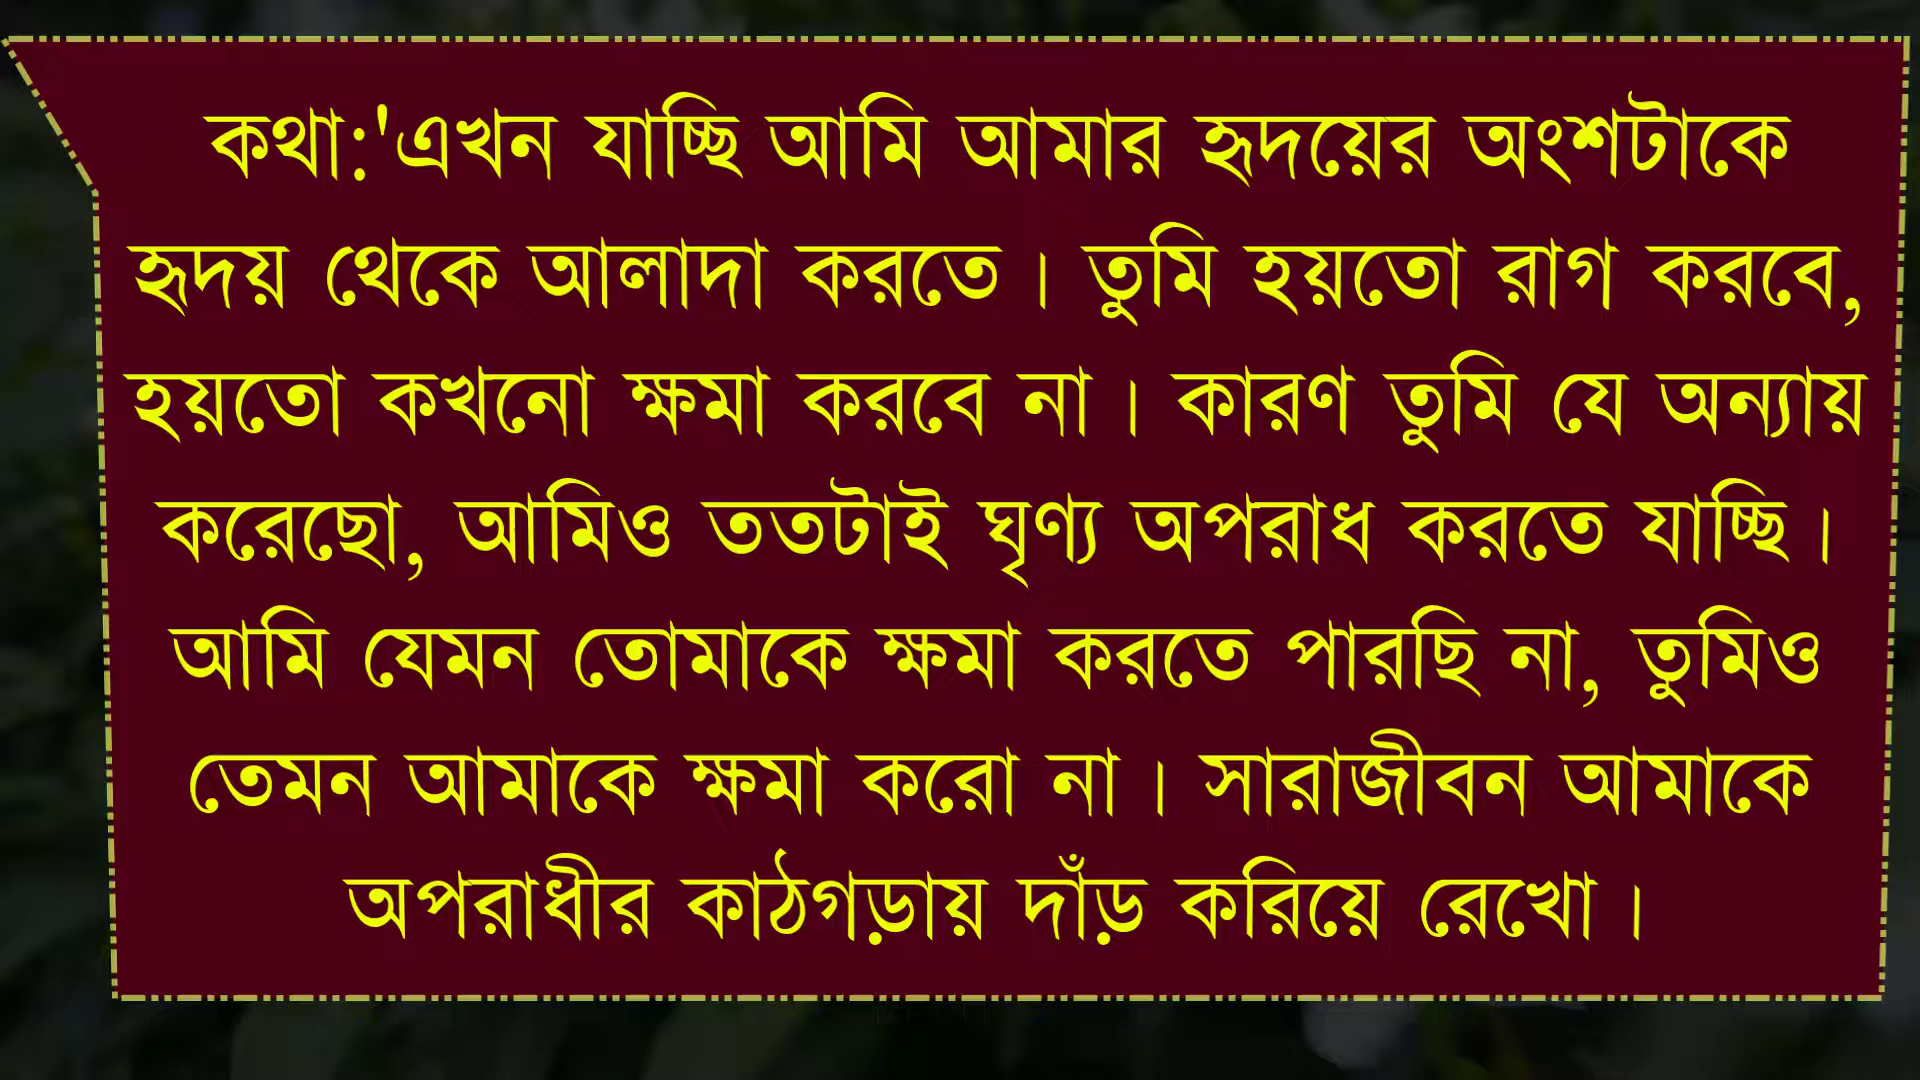 কথা:'এখন যাচ্ছি আমি আমার হৃদয়ের অংশটাকে
হৃদয় থেকে আলাদা করতে। তুমি হয়তো রাগ করবে,
হয়তো কখনো ক্ষমা করবে না। কারণ তুমি যে অন্যায়
করেছো, আমিও ততটাই ঘৃণ্য অপরাধ করতে যাচ্ছি।
আমি যেমন তোমাকে ক্ষমা করতে পারছি না, তুমিও
তেমন আমাকে ক্ষমা করো না। সারাজীবন আমাকে
অপরাধীর কাঠগড়ায় দাঁড় করিয়ে রেখো।